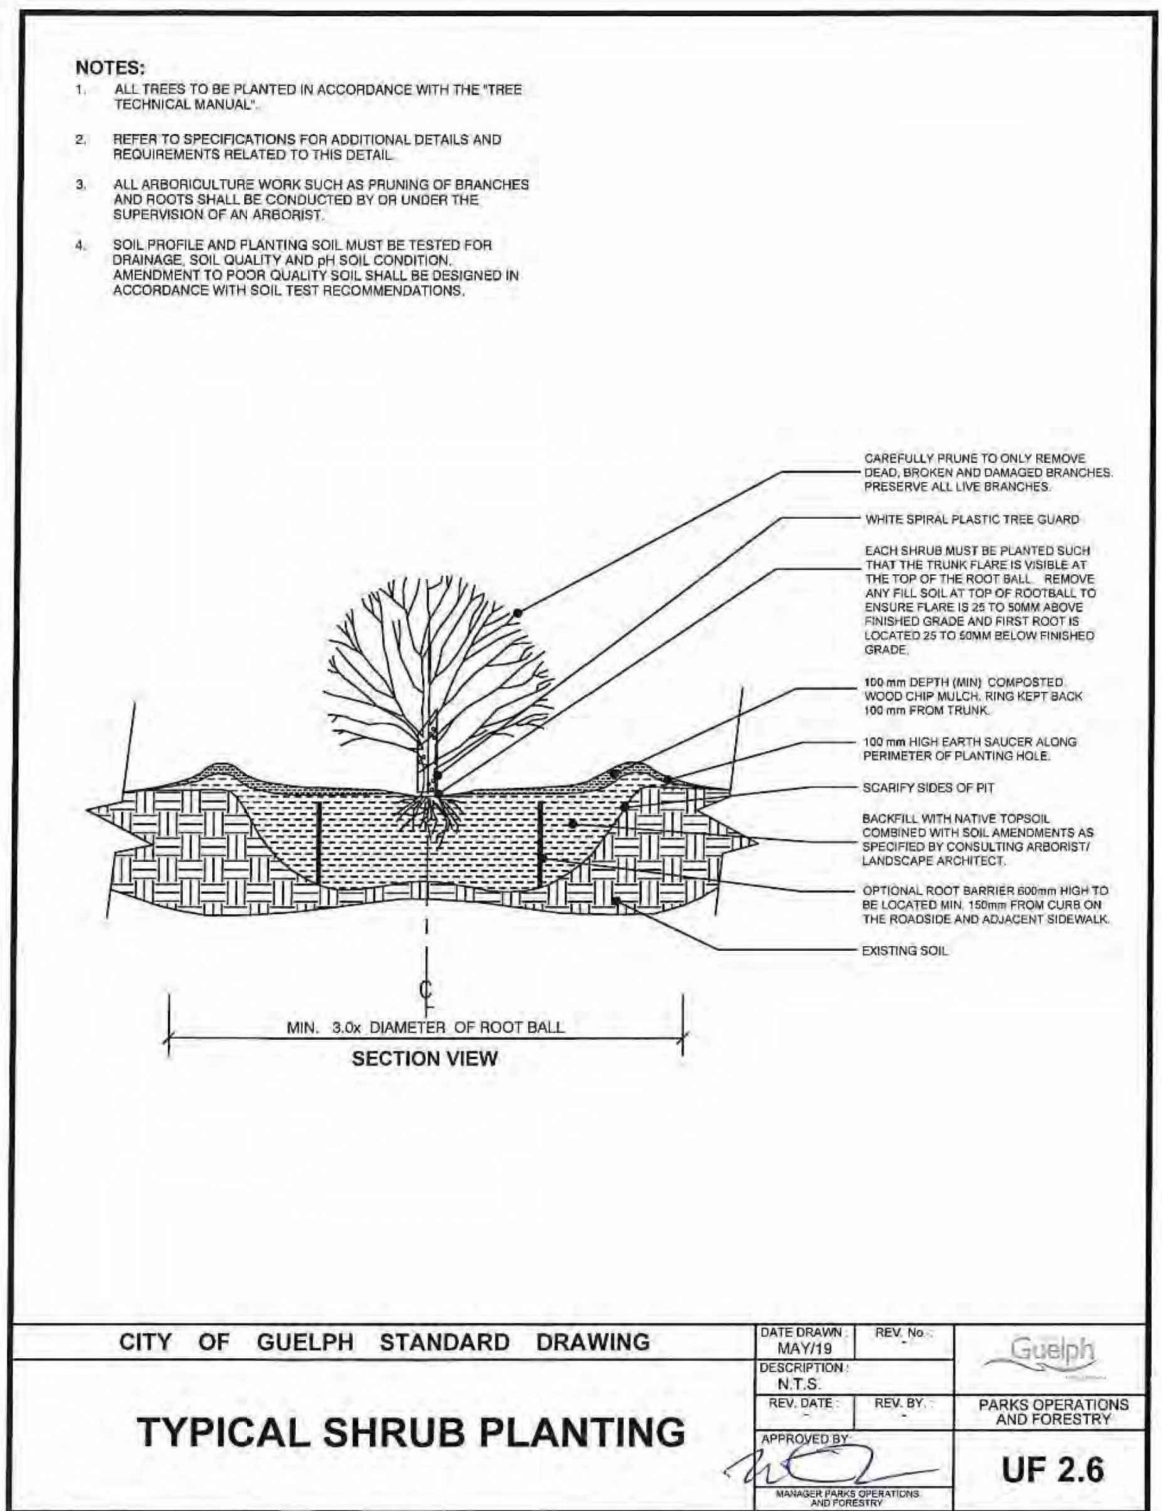 NOTES:
1. ALL TREES TO BE PLANTED IN ACCORDANCE WITH THE "TREE
TECHNICAL MANUAL".
2. REFER TO SPECIFICATIONS FOR ADDITIONAL DETAILS AND
REQUIREMENTS RELATED TO THIS DETAIL
3. ALL ARBORICULTURE WORK SUCH AS PRUNING OF BRANCHES
AND ROOTS SHALL BE CONDUCTED BY OR UNDER THE
SUPERVISION OF AN ARBORIST.
4. SOIL PROFILE AND PLANTING SOIL MUST BE TESTED FOR
DRAINAGE, SOIL QUALITY AND pH SOIL CONDITION.
AMENDMENT TO POOR QUALITY SOIL SHALL BE DESIGNED IN
ACCORDANCE WITH SOIL TEST RECOMMENDATIONS.
CAREFULLY PRUNE TO ONLY REMOVE
DEAD, BROKEN AND DAMAGED BRANCHES.
PRESERVE ALL LIVE BRANCHES.
WHITE SPIRAL PLASTIC TREE GUARD
EACH SHRUB MUST BE PLANTED SUCH
THAT THE TRUNK FLARE IS VISIBLE AT
THE TOP OF THE ROOT BALL. REMOVE
ANY FILL SOIL AT TOP OF ROOTBALL TO
ENSURE FLARE IS 25 TO 50MM ABOVE
FINISHED GRADE AND FIRST ROOT IS
LOCATED 25 TO 50MM BELOW FINISHED
GRADE.
100 mm DEPTH (MIN) COMPOSTED
WOOD CHIP MULCH. RING KEPT BACK
100 mm FROM TRUNK.
100 mm HIGH EARTH SAUCER ALONG
PERIMETER OF PLANTING HOLE.
SCARIFY SIDES OF PIT
BACKFILL WITH NATIVE TOPSOIL
COMBINED WITH SOIL AMENDMENTS AS
SPECIFIED BY CONSULTING ARBORIST/
LANDSCAPE ARCHITECT.
OPTIONAL ROOT BARRIER 600mm HIGH TO
BE LOCATED MIN. 150mm FROM CURB ON
THE ROADSIDE AND ADJACENT SIDEWALK.
EXISTING SOIL
CL
MIN. 3.0x DIAMETER OF ROOT BALL
SECTION VIEW
CITY OF GUELPH STANDARD DRAWING
TYPICAL SHRUB PLANTING
DATE DRAWN :
MAY/19
REV. No :
-
DESCRIPTION :
N.T.S.
REV. DATE :
-
REV. BY. :
-
APPROVED BY:
MANAGER PARKS OPERATIONS
AND FORESTRY
Guelph
PARKS OPERATIONS
AND FORESTRY
UF 2.6